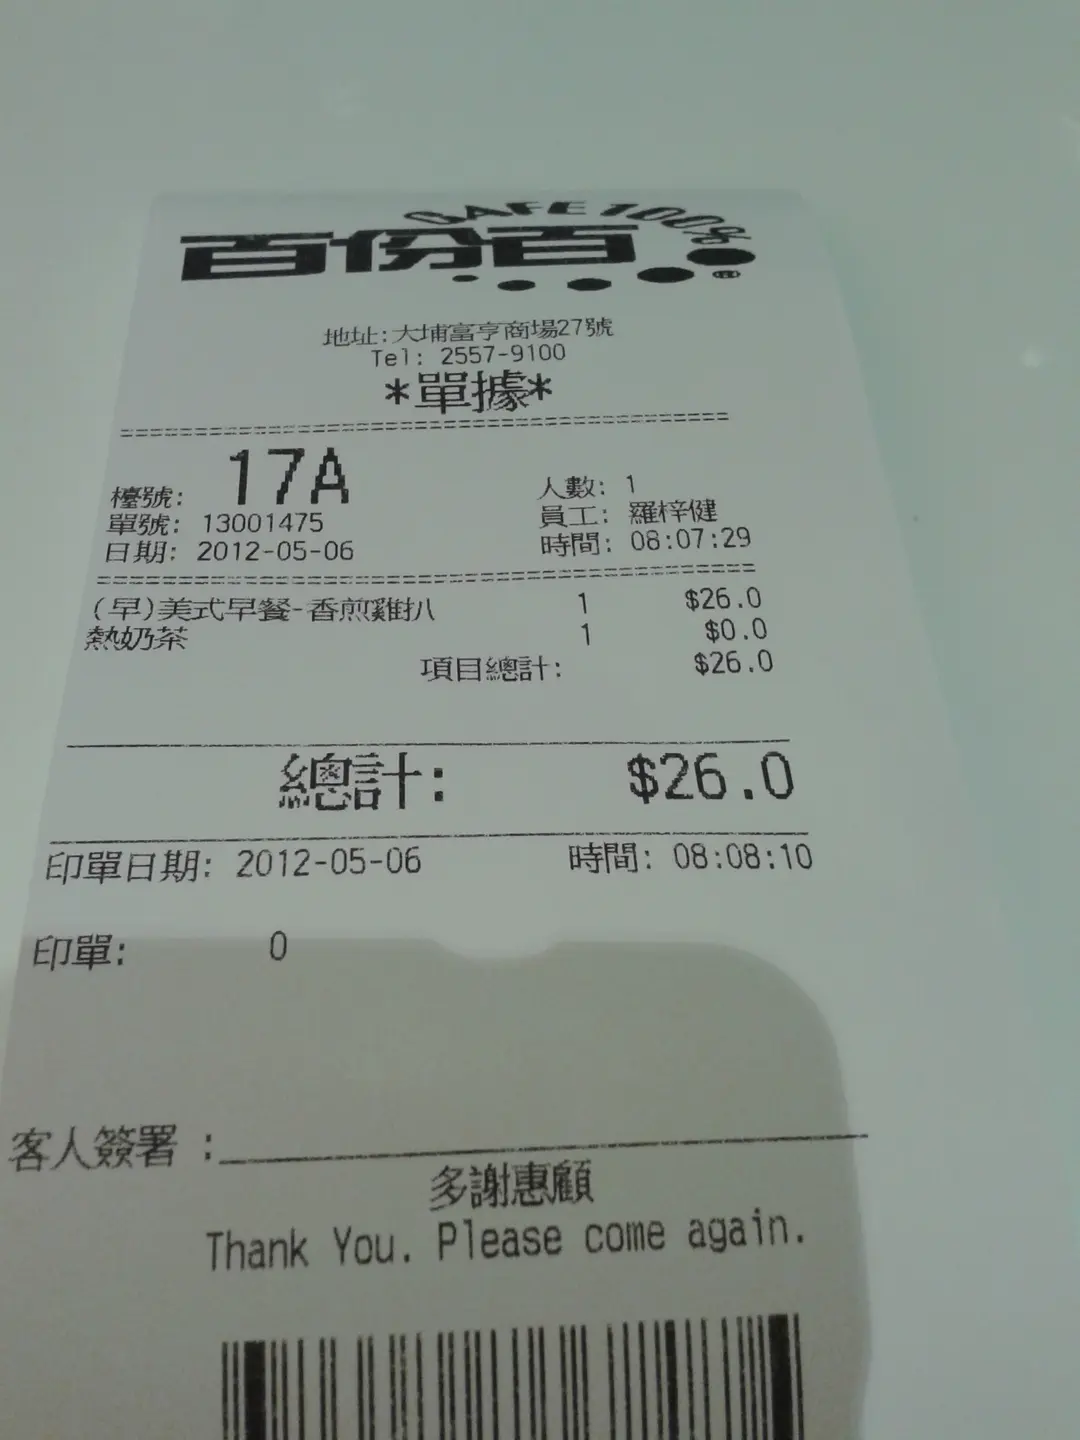 CAFE 100%
百份百
®
地址:大埔富亨商場27號
Tel: 2557-9100
*單據*
檯號: 17A 人數: 1
單號: 13001475 員工: 羅梓健
日期: 2012-05-06 時間: 08:07:29
(早)美式早餐-香煎雞扒 1 $26.0
熱奶茶 1 $0.0
項目總計: $26.0
總計: $26.0
印單日期: 2012-05-06 時間: 08:08:10
印單: 0
客人簽署 :
多謝惠顧
Thank You. Please come again.